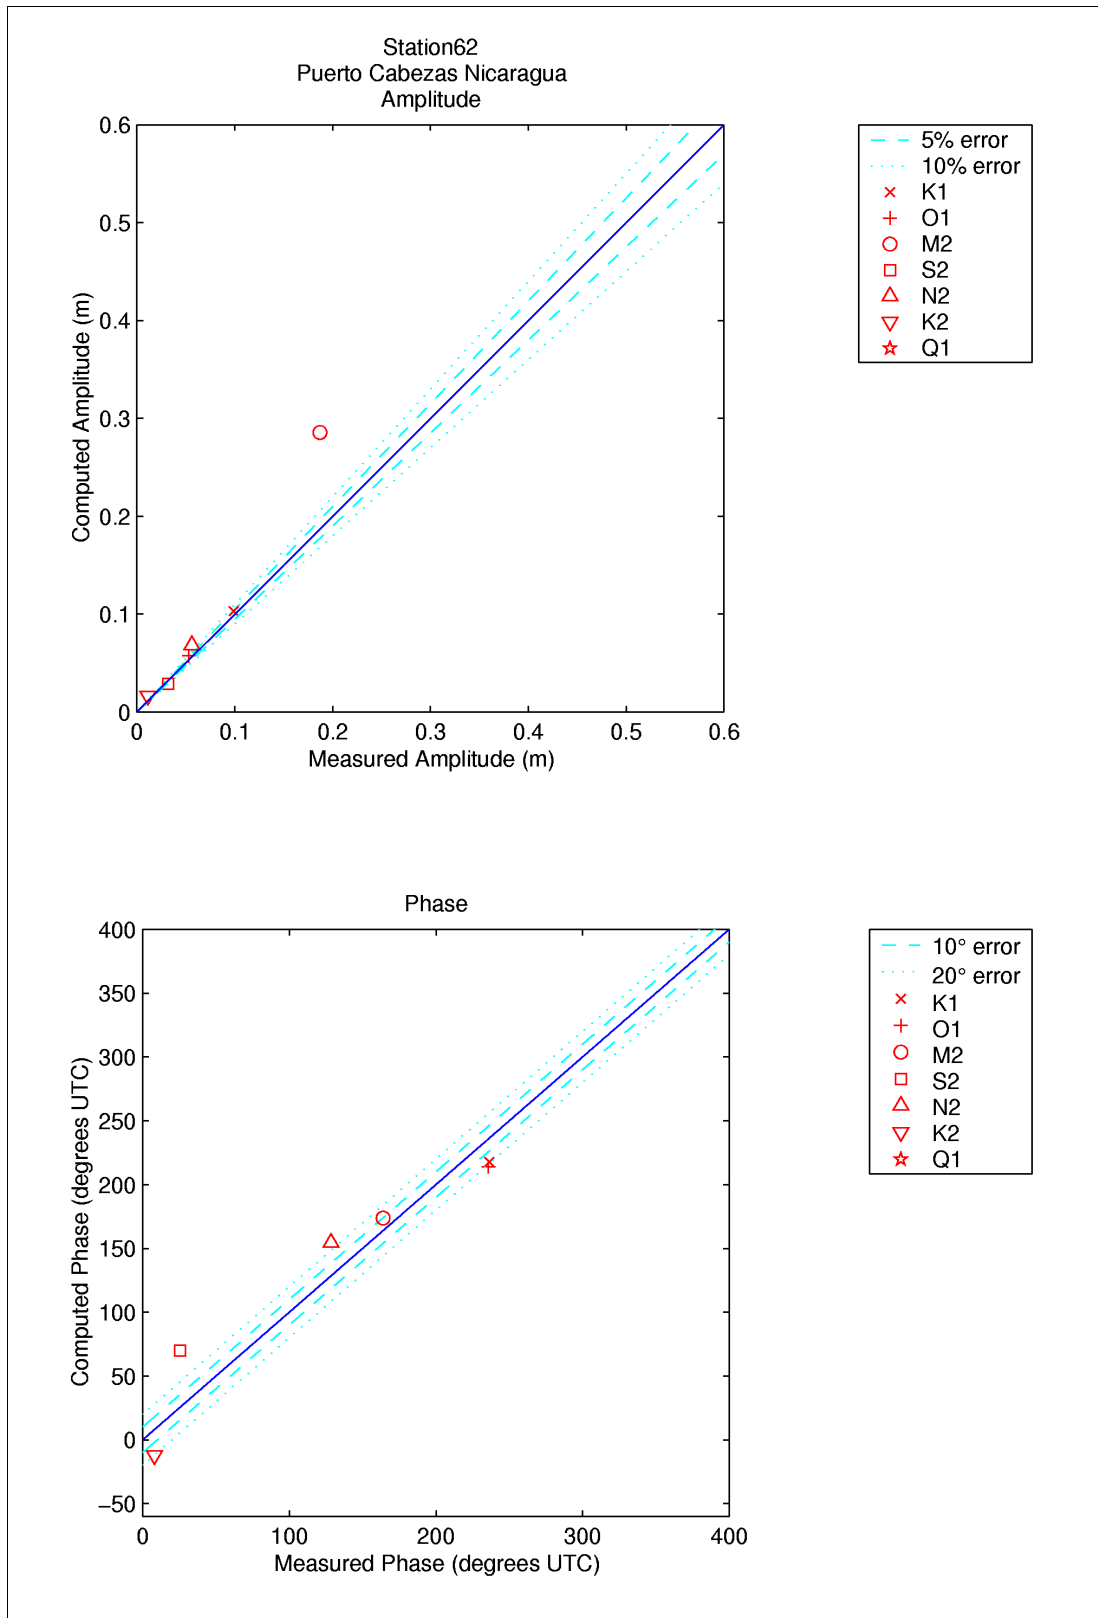 Station62
Puerto Cabezas Nicaragua
Amplitude
0.6
0.5
0.4
0.3
0.2
0.1
0
0
0.1
0.2
0.3
0.4
0.5
0.6
Computed Amplitude (m)
Measured Amplitude (m)
5% error
10% error
K1
O1
M2
S2
N2
K2
Q1
Phase
400
350
300
250
200
150
100
50
0
−50
0
100
200
300
400
Computed Phase (degrees UTC)
Measured Phase (degrees UTC)
10° error
20° error
K1
O1
M2
S2
N2
K2
Q1